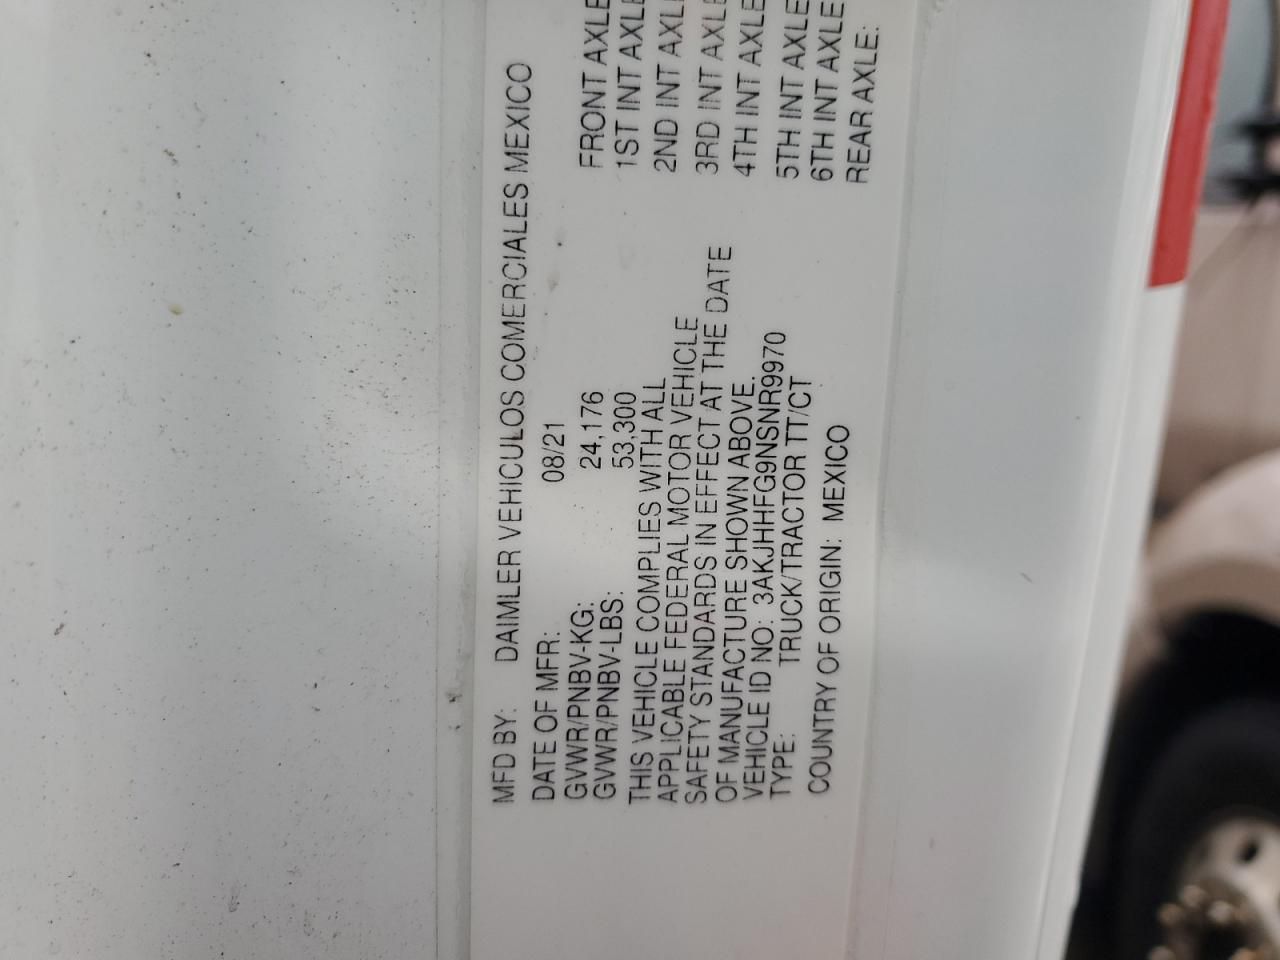 MFD BY: DAIMLER VEHICULOS COMERCIALES MEXICO
DATE OF MFR: 08/21
GVWR/PNBV-KG: 24,176
GVWR/PNBV-LBS: 53,300
THIS VEHICLE COMPLIES WITH ALL
APPLICABLE FEDERAL MOTOR VEHICLE
SAFETY STANDARDS IN EFFECT AT THE DATE
OF MANUFACTURE SHOWN ABOVE.
VEHICLE ID NO: 3AKJHHFG9NSNR9970
TYPE: TRUCK/TRACTOR TT/CT
COUNTRY OF ORIGIN: MEXICO
FRONT AXLE
1ST INT AXLE
2ND INT AXLE
3RD INT AXLE
4TH INT AXLE
5TH INT AXLE
6TH INT AXLE
REAR AXLE: